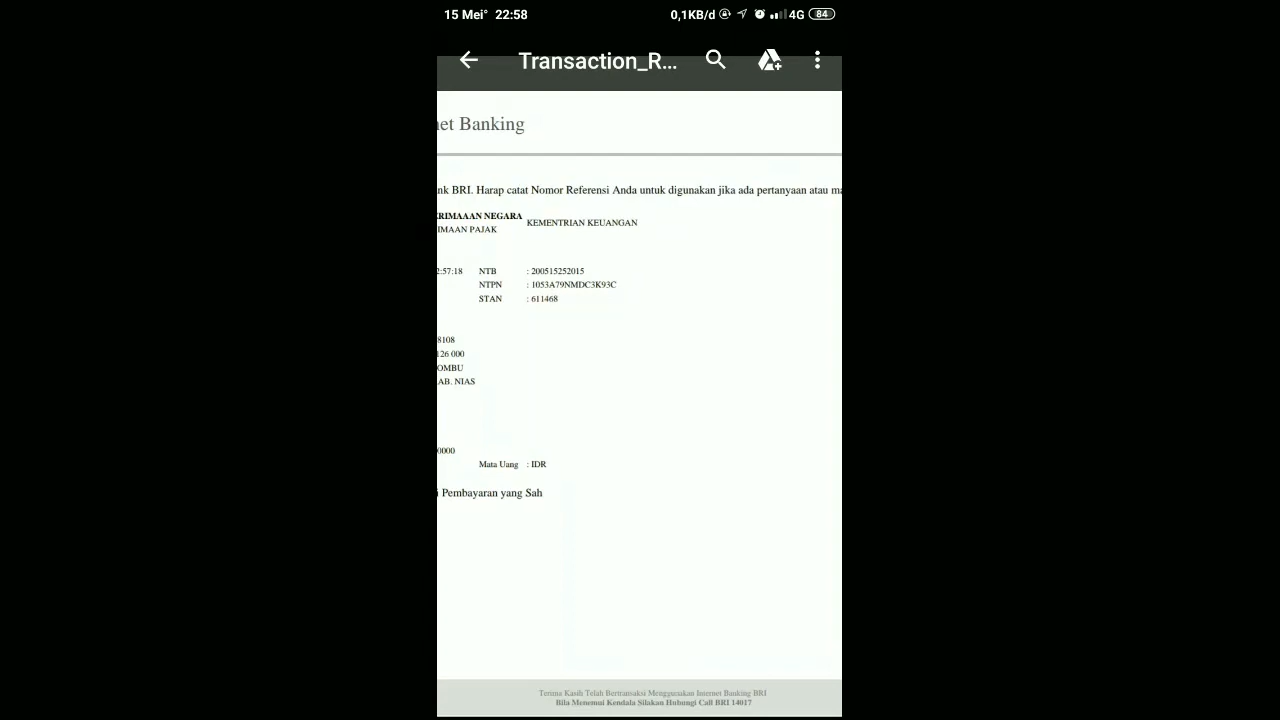 15 Mei° 22:58 0,1KB/d 4G 84
Transaction_R...
net Banking
nk BRI. Harap catat Nomor Referensi Anda untuk digunakan jika ada pertanyaan atau ma
ERIMAAAN NEGARA
KEMENTRIAN KEUANGAN
IMAAN PAJAK
2:57:18 NTB : 200515252015
NTPN : 1053A79NMDC3K93C
STAN : 611468
8108
126 000
OMBU
AB. NIAS
0000
Mata Uang : IDR
i Pembayaran yang Sah
Terima Kasih Telah Bertransaksi Menggunakan Internet Banking BRI
Bila Menemui Kendala Silakan Hubungi Call BRI 14017